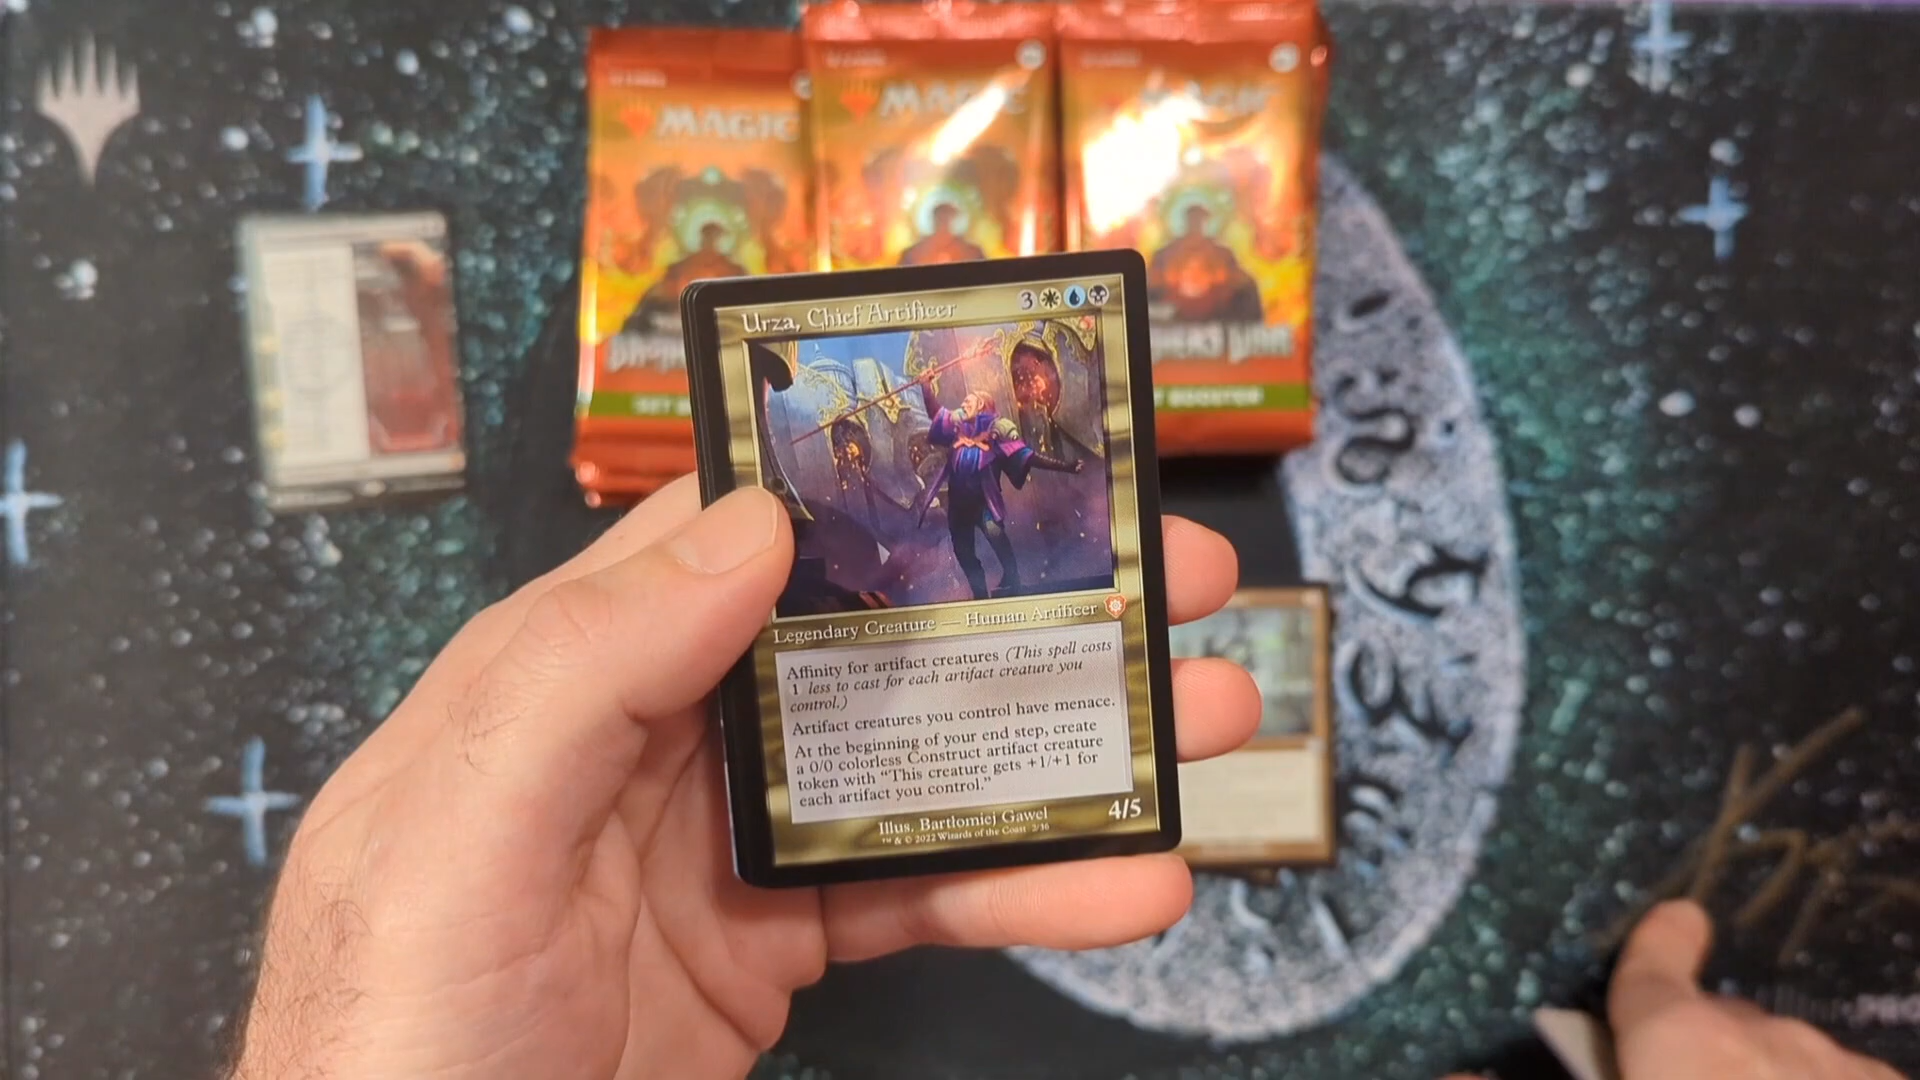 MAGIC
MAGIC
MAGIC
BOOSTER
Urza, Chief Artificer
3
Legendary Creature — Human Artificer
Affinity for artifact creatures (This spell costs
1 less to cast for each artifact creature you
control.)
Artifact creatures you control have menace.
At the beginning of your end step, create
a 0/0 colorless Construct artifact creature
token with “This creature gets +1/+1 for
each artifact you control.”
4/5
Illus. Bartłomiej Gaweł
™ & © 2022 Wizards of the Coast 2/36